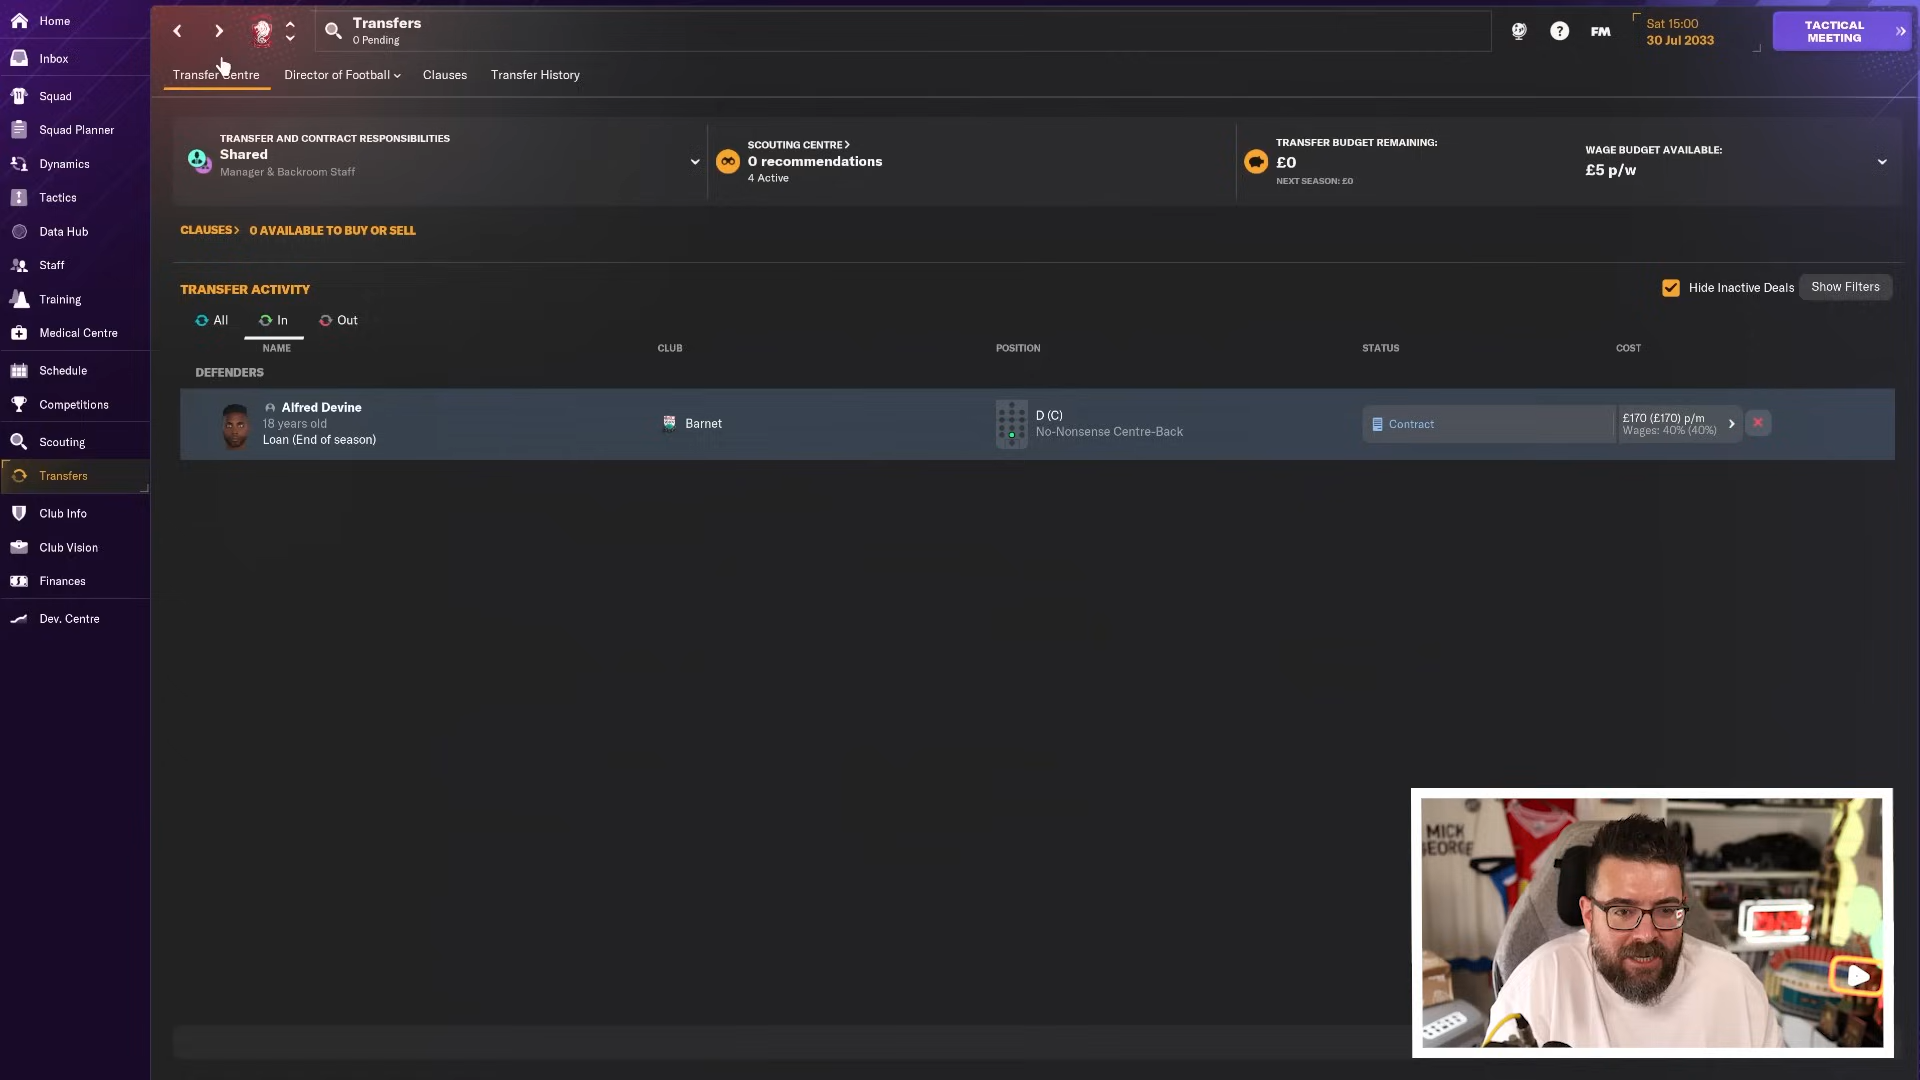 Home
Inbox
Squad
Squad Planner
Dynamics
Tactics
Data Hub
Staff
Training
Medical Centre
Schedule
Competitions
Scouting
Transfers
Club Info
Club Vision
Finances
Dev. Centre
Transfers
0 Pending
FM
Sat 15:00
30 Jul 2033
TACTICAL
MEETING
Transfer Centre
Director of Football
Clauses
Transfer History
TRANSFER AND CONTRACT RESPONSIBILITIES
Shared
Manager & Backroom Staff
SCOUTING CENTRE
0 recommendations
4 Active
TRANSFER BUDGET REMAINING:
£0
NEXT SEASON: £0
WAGE BUDGET AVAILABLE:
£5 p/w
CLAUSES 0 AVAILABLE TO BUY OR SELL
TRANSFER ACTIVITY
Hide Inactive Deals
Show Filters
All
In
Out
NAME CLUB POSITION STATUS COST
DEFENDERS
Alfred Devine
18 years old
Loan (End of season)
Barnet
D (C)
No-Nonsense Centre-Back
Contract
£170 (£170) p/m
Wages: 40% (40%)
MICK
GEORGE